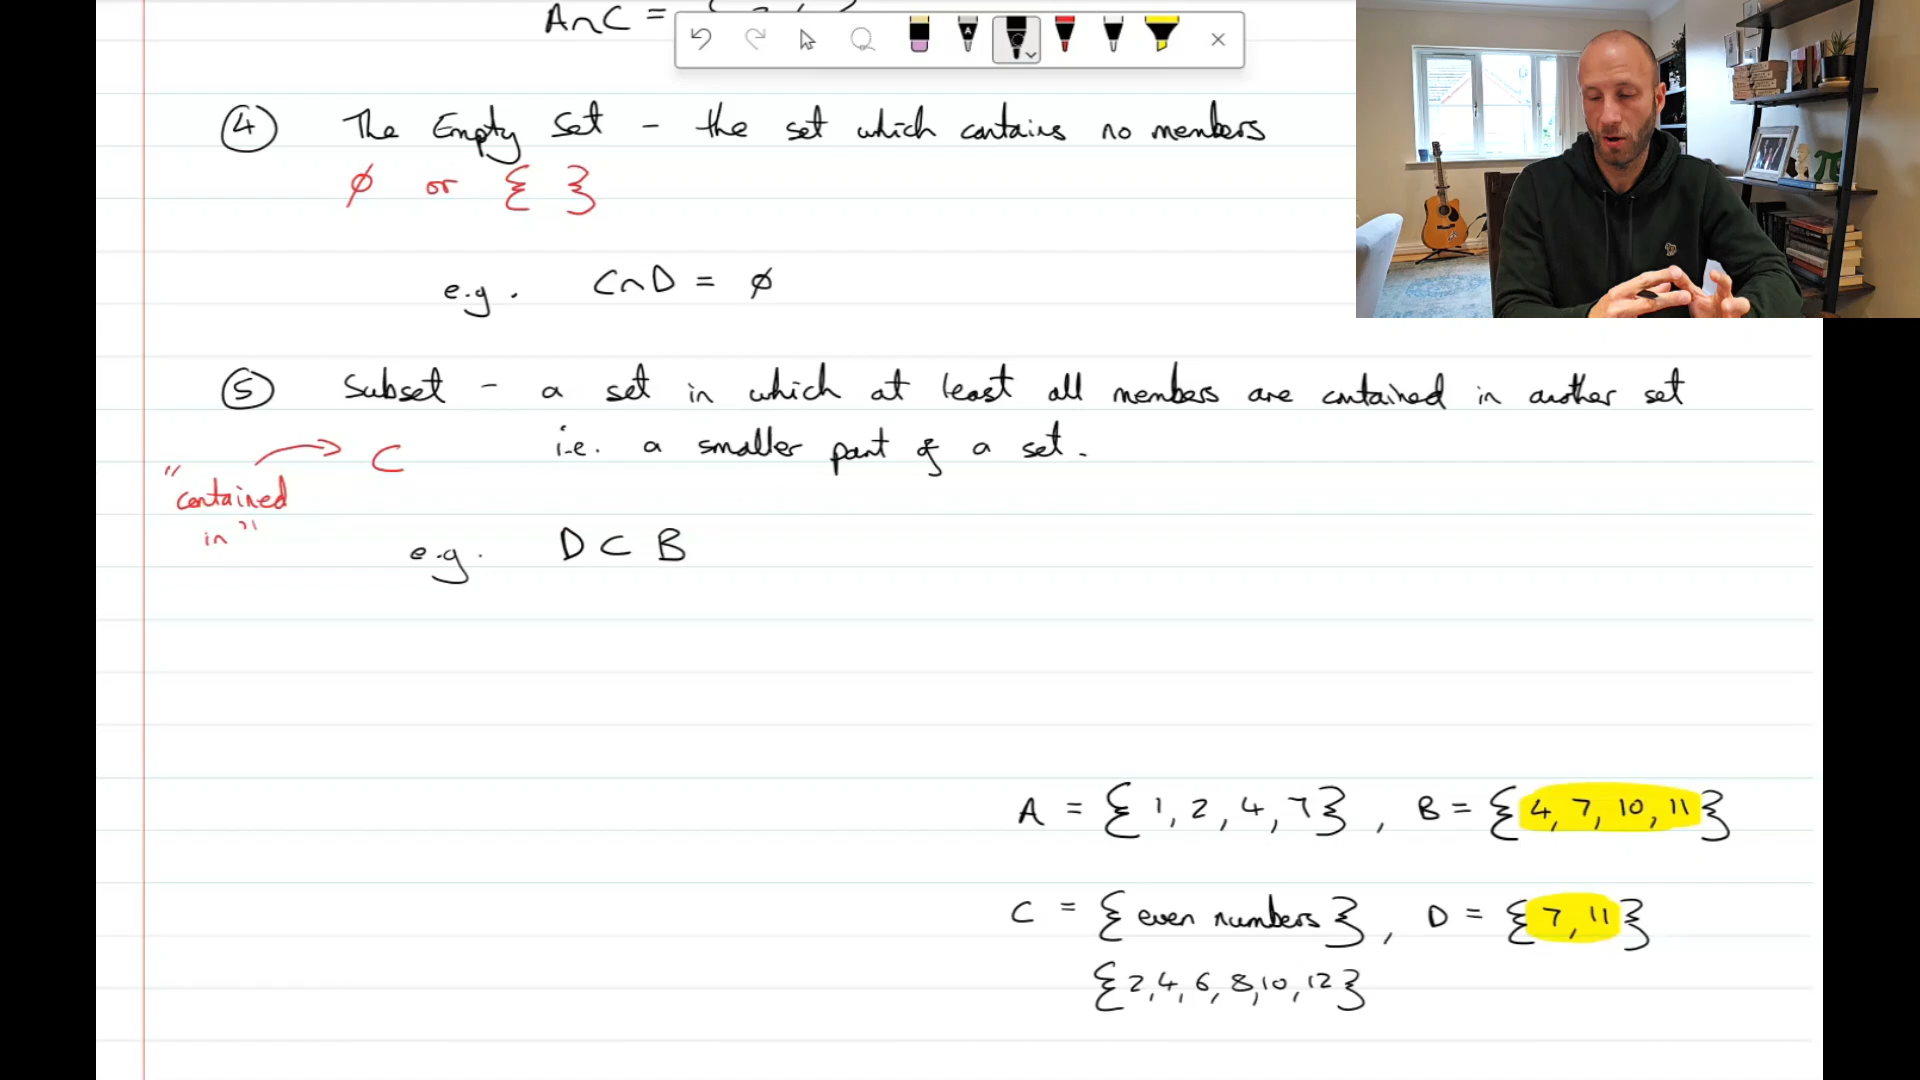 A∩C =
④ The Empty Set - the set which contains no members
∅ or { }
e.g. C∩D = ∅
⑤ Subset - a set in which at least all members are contained in another set
i.e. a smaller part of a set.
⊂
"contained
in"
e.g. D ⊂ B
A = {1, 2, 4, 7} , B = {4, 7, 10, 11}
C = {even numbers} , D = {7, 11}
{2,4,6,8,10,12}